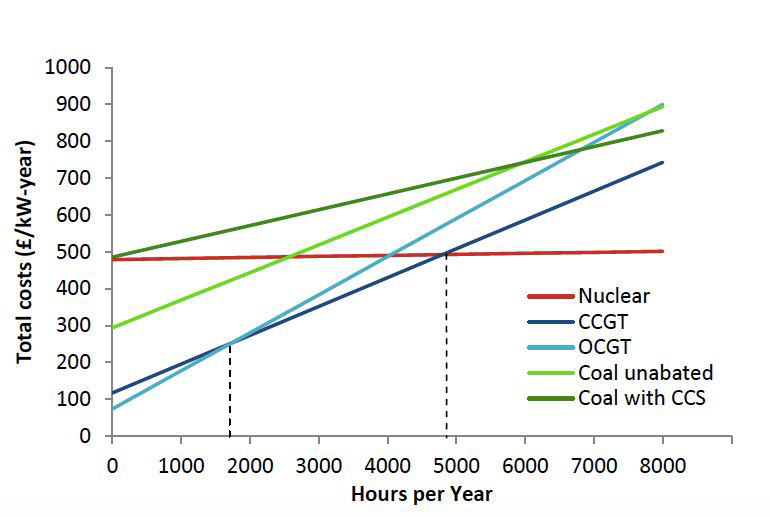 1000
900
800
700
600
500
400
300
200
100
0
Total costs (£/kW-year)
Nuclear
CCGT
OCGT
Coal unabated
Coal with CCS
0 1000 2000 3000 4000 5000 6000 7000 8000
Hours per Year